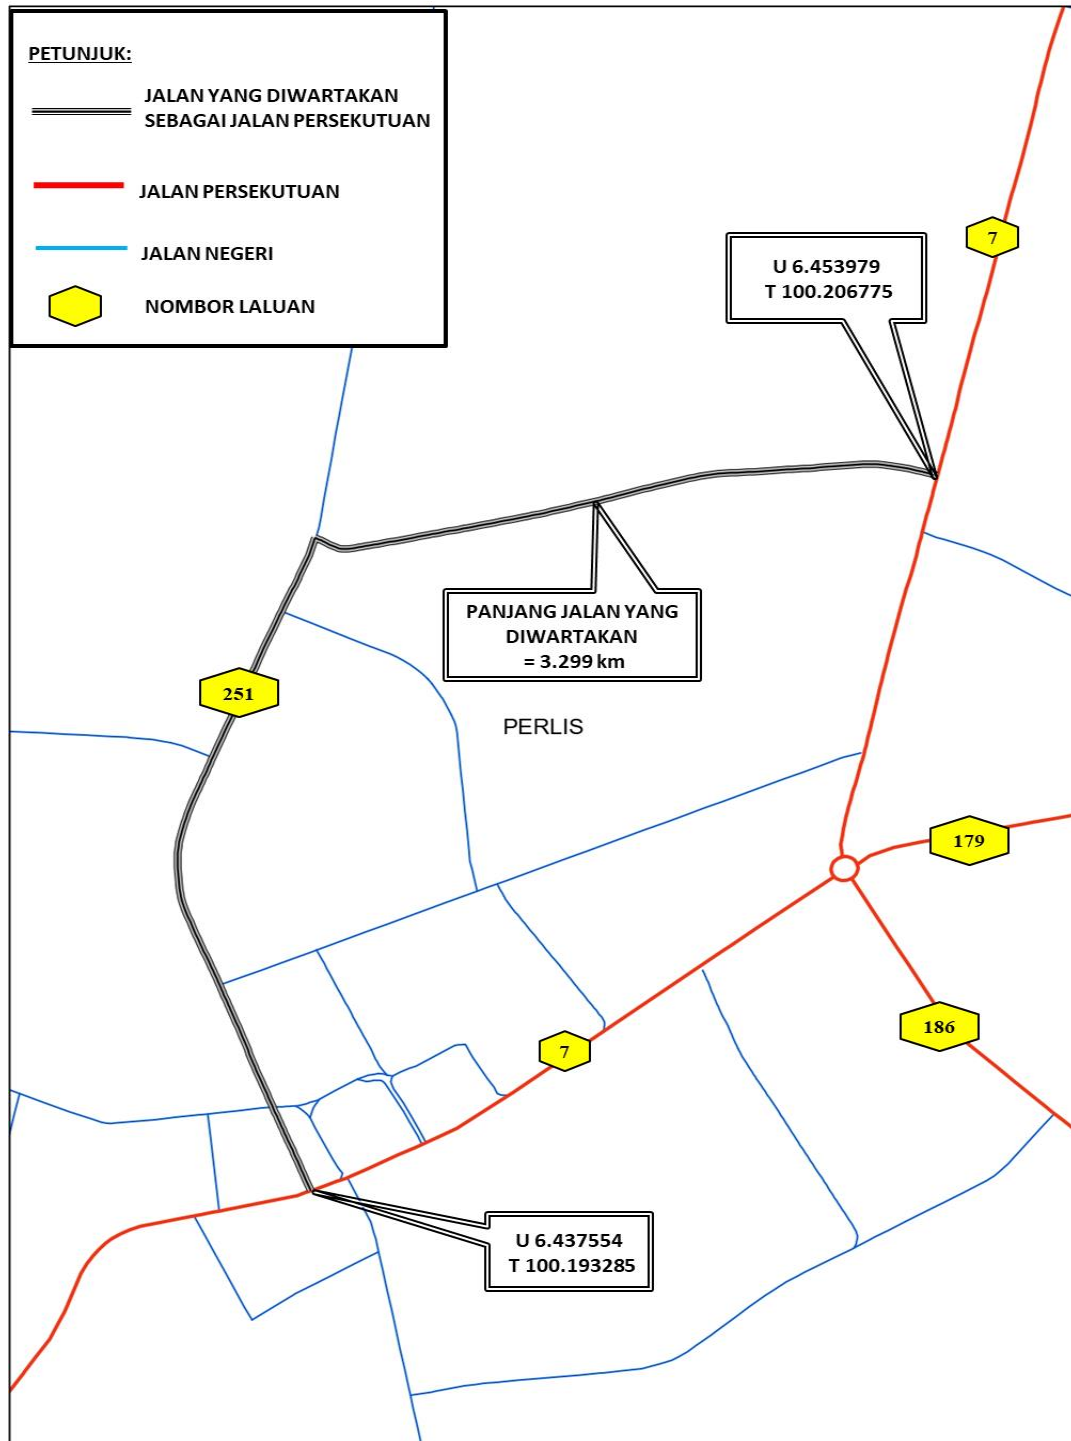 PETUNJUK:
JALAN YANG DIWARTAKAN
SEBAGAI JALAN PERSEKUTUAN
JALAN PERSEKUTUAN
JALAN NEGERI
NOMBOR LALUAN
7
U 6.453979
T 100.206775
PANJANG JALAN YANG
DIWARTAKAN
= 3.299 km
251
PERLIS
179
186
7
U 6.437554
T 100.193285